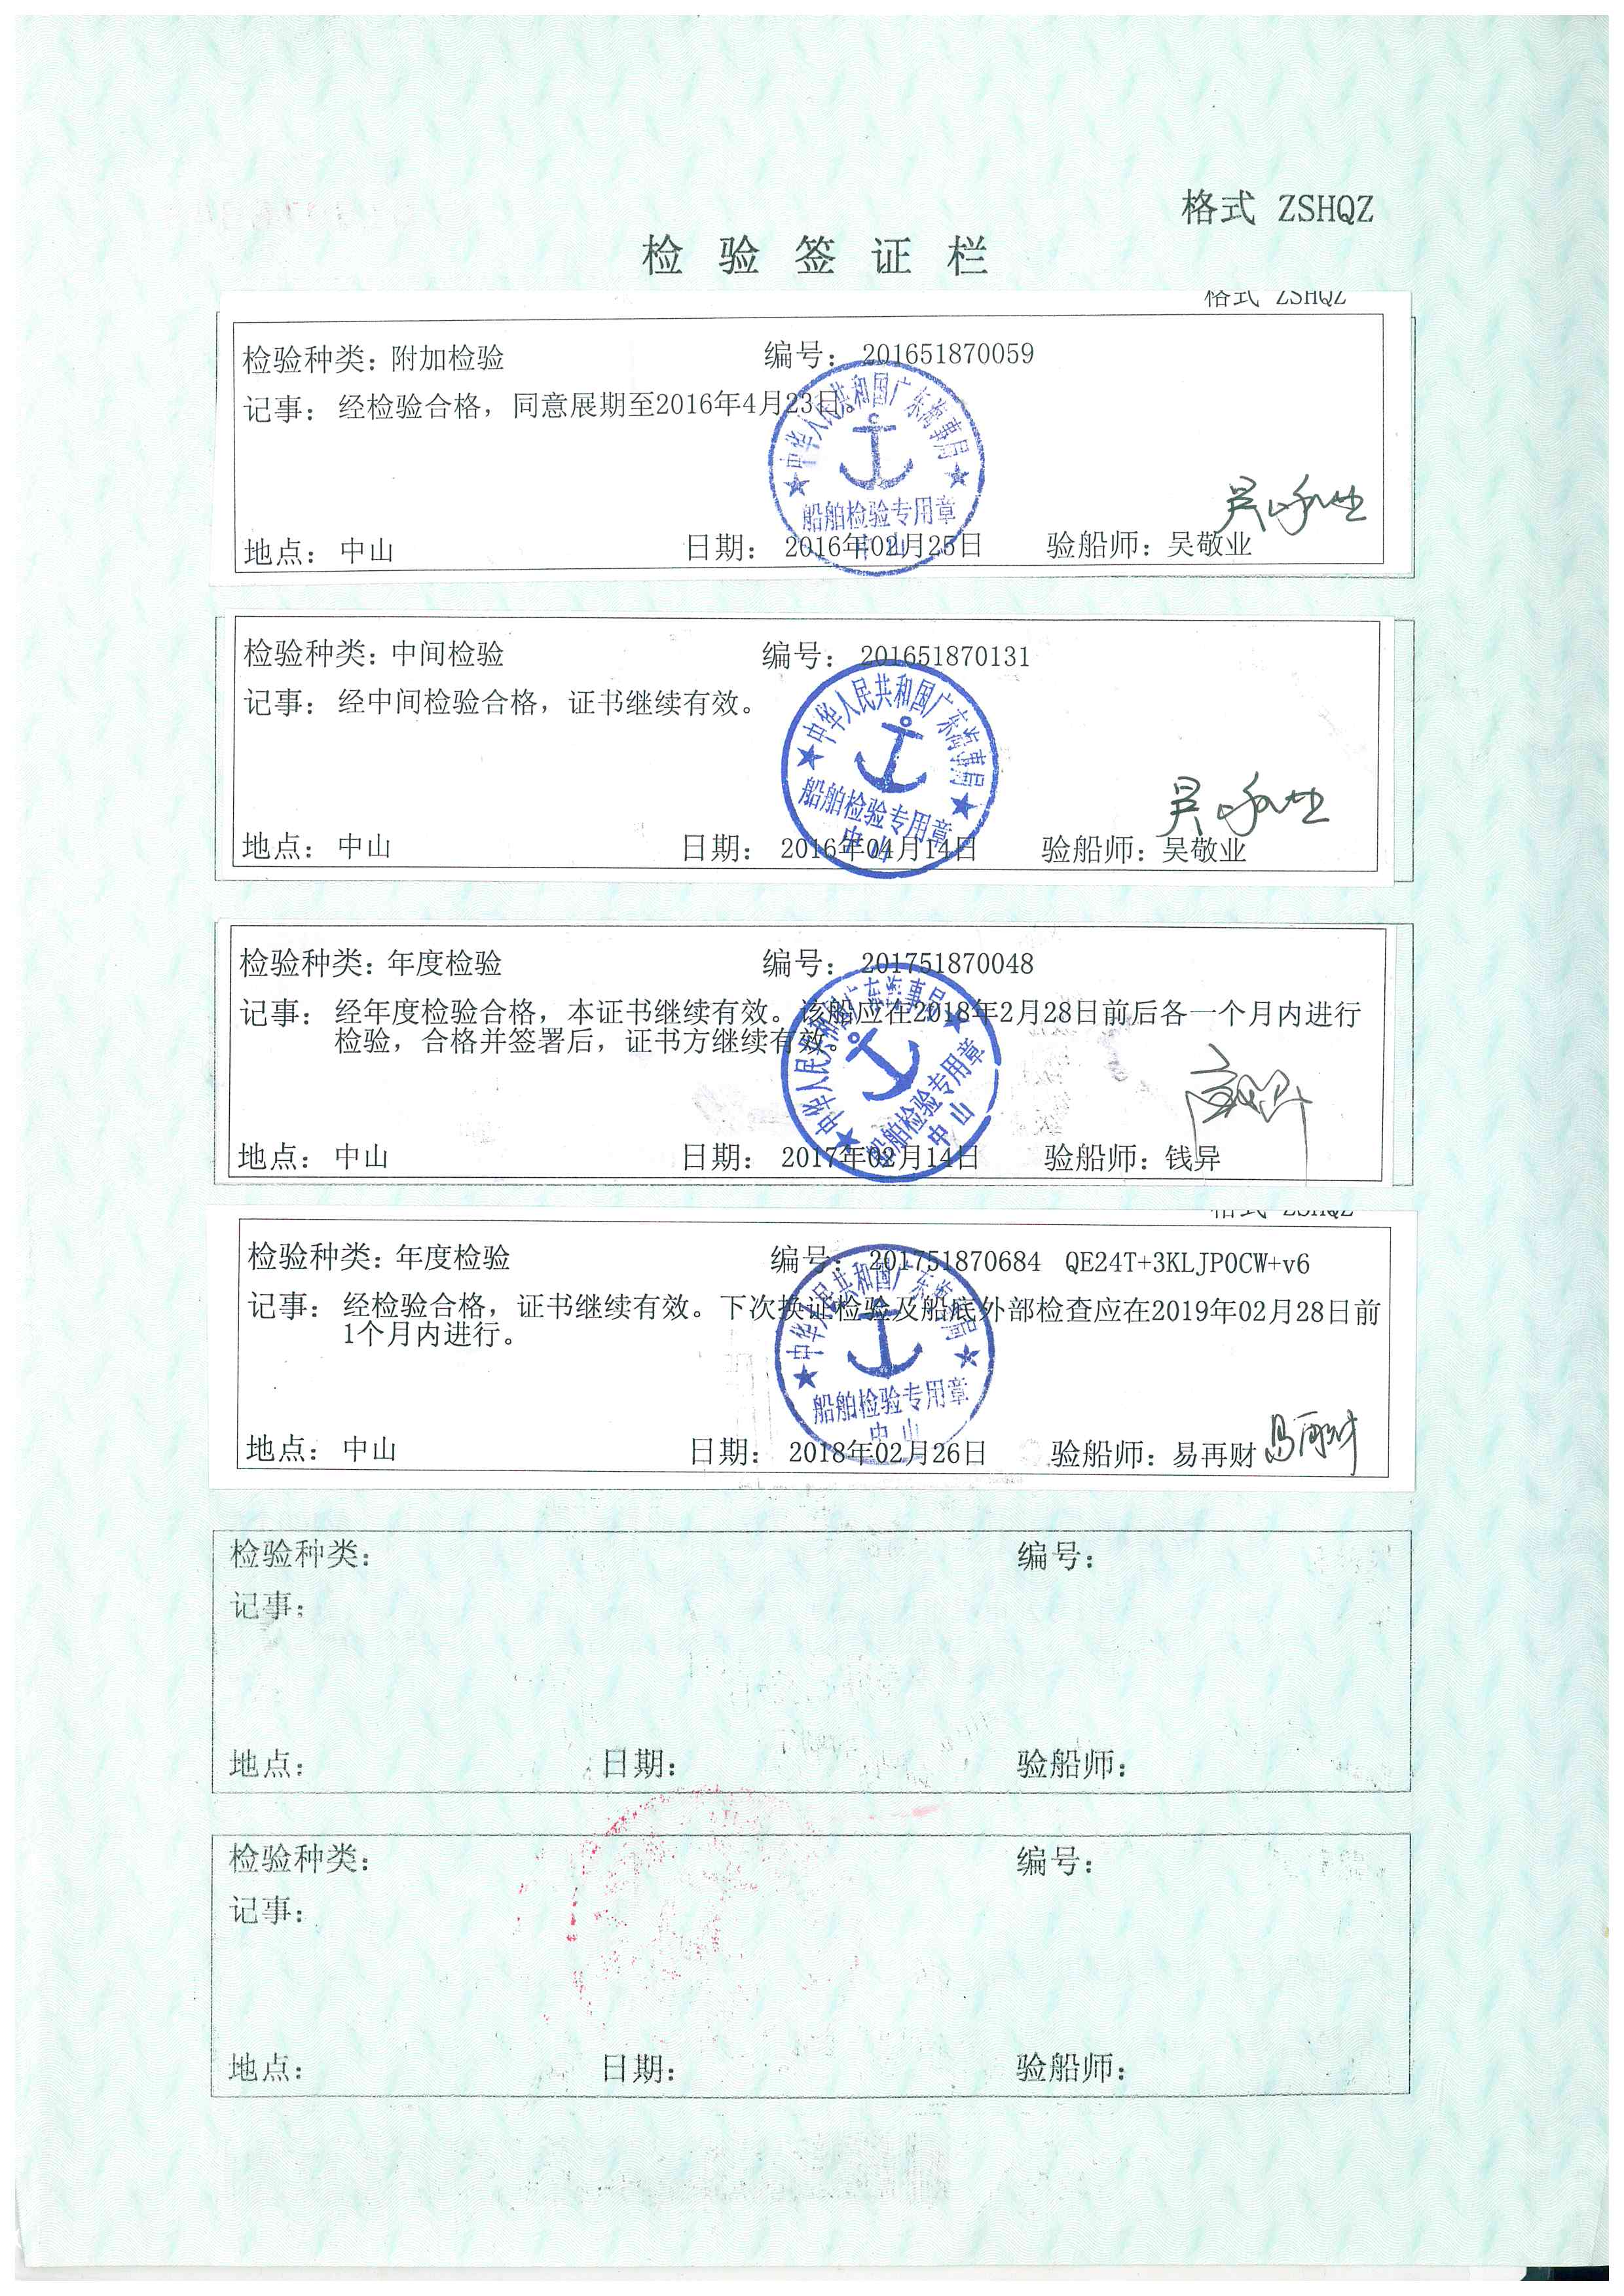 格式 ZSHQZ
检验签证栏
格式 ZSHQZ
检验种类：附加检验 编号：201651870059
记事：经检验合格，同意展期至2016年4月23日。
中华人民共和国广东海事局
船舶检验专用章
中山
吴敬业
地点：中山 日期：2016年02月25日 验船师：吴敬业
检验种类：中间检验 编号：201651870131
记事：经中间检验合格，证书继续有效。
中华人民共和国广东海事局
船舶检验专用章
中山
吴敬业
地点：中山 日期：2016年04月14日 验船师：吴敬业
检验种类：年度检验 编号：201751870048
记事：经年度检验合格，本证书继续有效。该船应在2018年2月28日前后各一个月内进行
检验，合格并签署后，证书方继续有效。
中华人民共和国广东海事局
船舶检验专用章
中山
地点：中山 日期：2017年02月14日 验船师：钱异
格式 ZSHQZ
检验种类：年度检验 编号：201751870684 QE24T+3KLJP0CW+v6
记事：经检验合格，证书继续有效。下次换证检验及船底外部检查应在2019年02月28日前
1个月内进行。
中华人民共和国广东海事局
船舶检验专用章
中山
地点：中山 日期：2018年02月26日 验船师：易再财 易再财
检验种类： 编号：
记事：
地点： 日期： 验船师：
检验种类： 编号：
记事：
地点： 日期： 验船师：